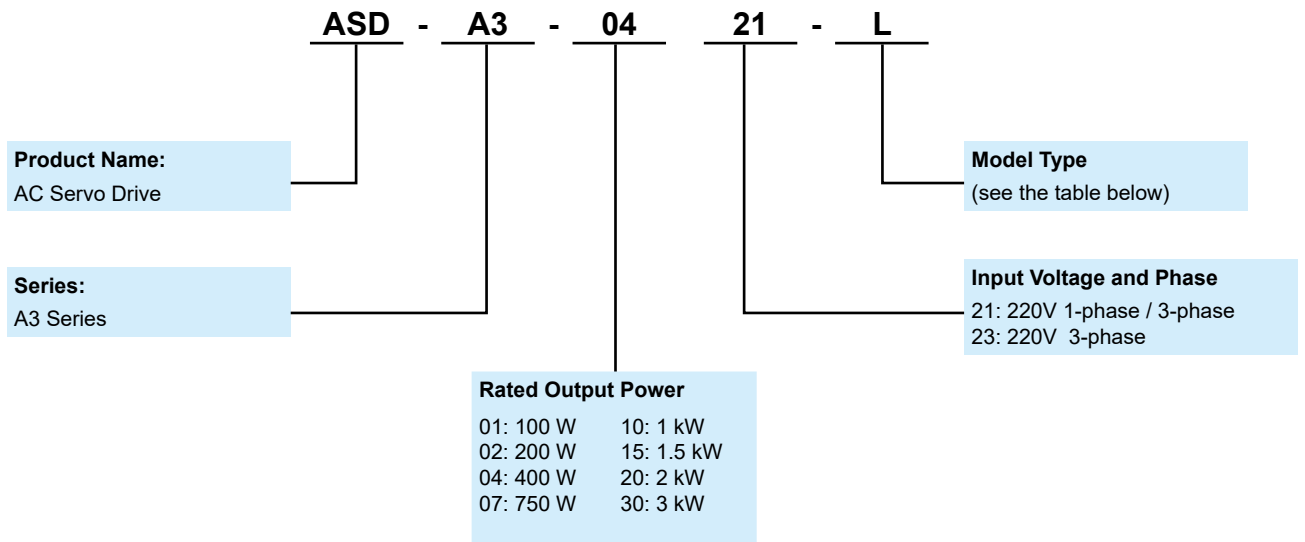 ASD - A3 - 04 21 - L
Product Name:
AC Servo Drive
Model Type
(see the table below)
Series:
A3 Series
Input Voltage and Phase
21: 220V 1-phase / 3-phase
23: 220V 3-phase
Rated Output Power
01: 100 W 10: 1 kW
02: 200 W 15: 1.5 kW
04: 400 W 20: 2 kW
07: 750 W 30: 3 kW